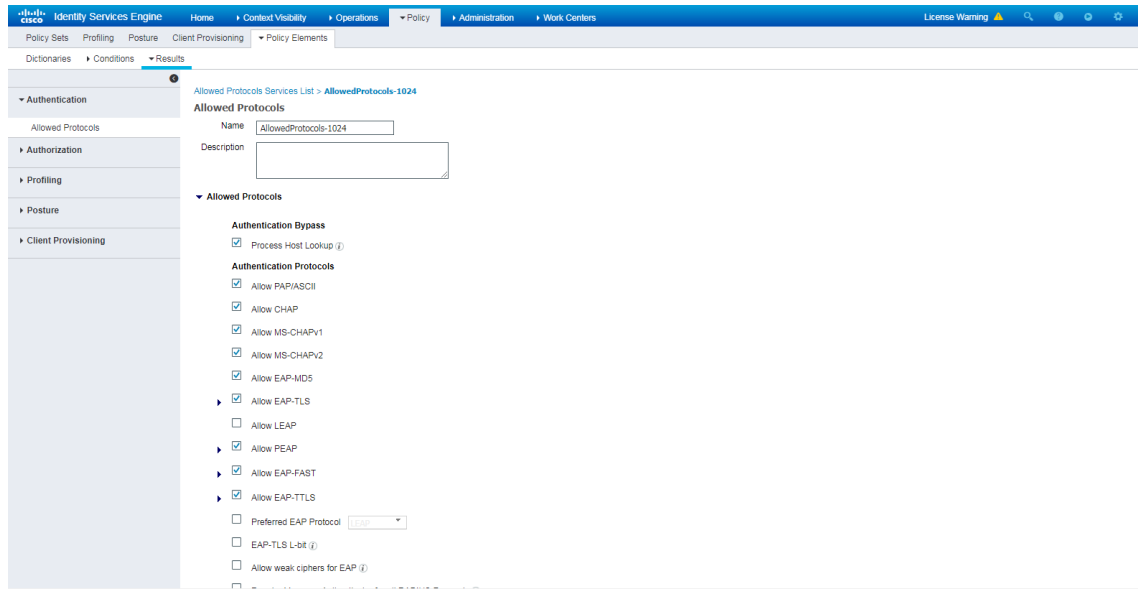 CISCO Identity Services Engine Home Context Visibility Operations Policy Administration Work Centers License Warning
Policy Sets Profiling Posture Client Provisioning Policy Elements
Dictionaries Conditions Results
Authentication
Allowed Protocols
Authorization
Profiling
Posture
Client Provisioning
Allowed Protocols Services List > AllowedProtocols-1024
Allowed Protocols
Name AllowedProtocols-1024
Description
Allowed Protocols
Authentication Bypass
Process Host Lookup
Authentication Protocols
Allow PAP/ASCII
Allow CHAP
Allow MS-CHAPv1
Allow MS-CHAPv2
Allow EAP-MD5
Allow EAP-TLS
Allow LEAP
Allow PEAP
Allow EAP-FAST
Allow EAP-TTLS
Preferred EAP Protocol LEAP
EAP-TLS L-bit
Allow weak ciphers for EAP